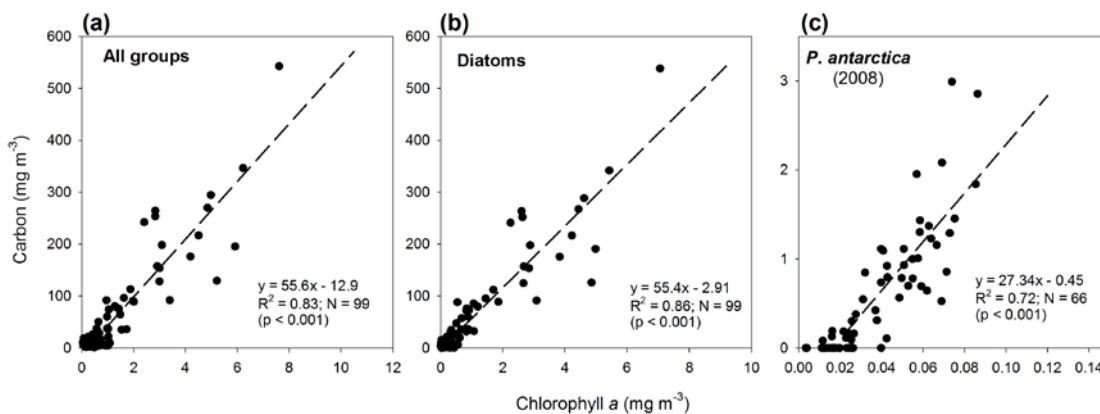 (a)
All groups
600
500
400
300
200
100
0
0 2 4 6 8 10 12
Carbon (mg m-3)
y = 55.6x - 12.9
R2 = 0.83; N = 99
(p < 0.001)
(b)
Diatoms
600
500
400
300
200
100
0
0 2 4 6 8 10
y = 55.4x - 2.91
R2 = 0.86; N = 99
(p < 0.001)
Chlorophyll a (mg m-3)
(c)
P. antarctica
(2008)
3
2
1
0
0.00 0.02 0.04 0.06 0.08 0.10 0.12 0.14
y = 27.34x - 0.45
R2 = 0.72; N = 66
(p < 0.001)